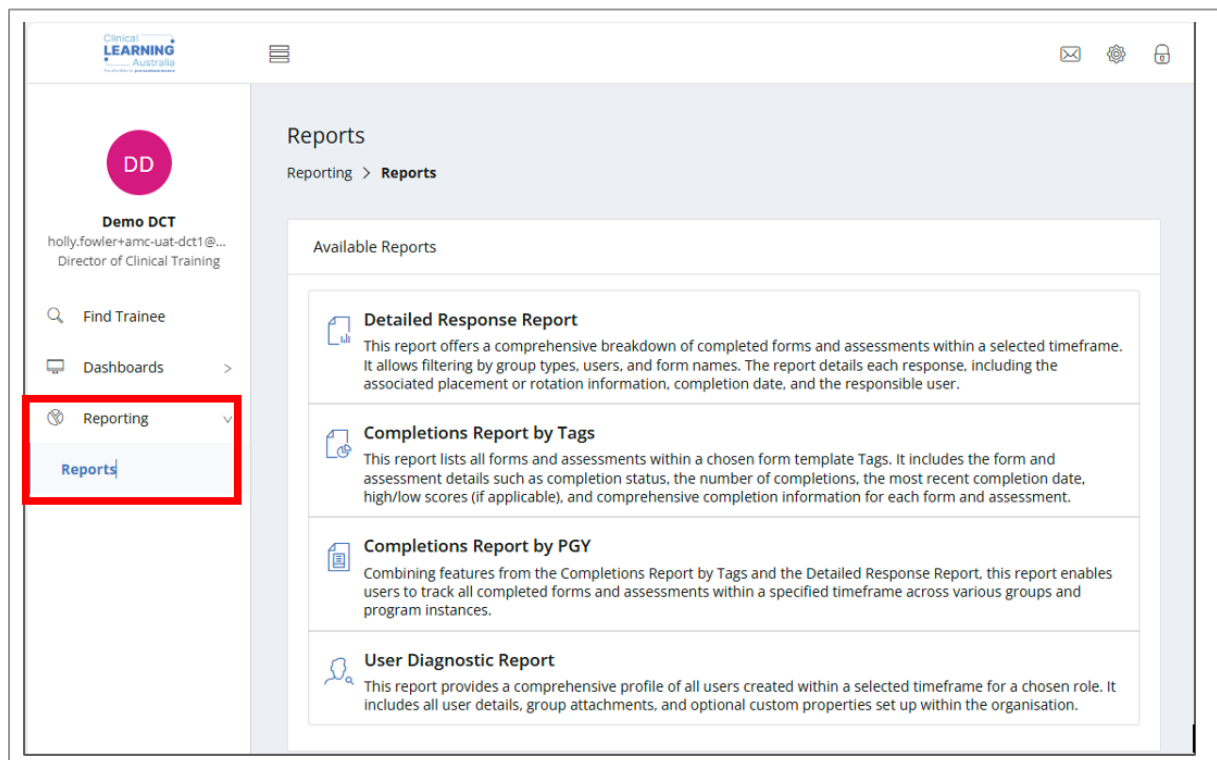 Clinical
LEARNING
Australia
Reports
Reporting > Reports
DD
Demo DCT
holly.fowler+amc-uat-dct1@...
Director of Clinical Training
Find Trainee
Dashboards >
Reporting
Reports
Available Reports
Detailed Response Report
This report offers a comprehensive breakdown of completed forms and assessments within a selected timeframe.
It allows filtering by group types, users, and form names. The report details each response, including the
associated placement or rotation information, completion date, and the responsible user.
Completions Report by Tags
This report lists all forms and assessments within a chosen form template Tags. It includes the form and
assessment details such as completion status, the number of completions, the most recent completion date,
high/low scores (if applicable), and comprehensive completion information for each form and assessment.
Completions Report by PGY
Combining features from the Completions Report by Tags and the Detailed Response Report, this report enables
users to track all completed forms and assessments within a specified timeframe across various groups and
program instances.
User Diagnostic Report
This report provides a comprehensive profile of all users created within a selected timeframe for a chosen role. It
includes all user details, group attachments, and optional custom properties set up within the organisation.